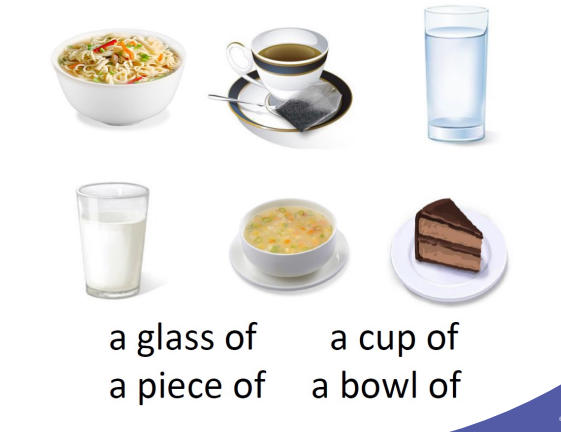 a glass of a cup of
a piece of a bowl of